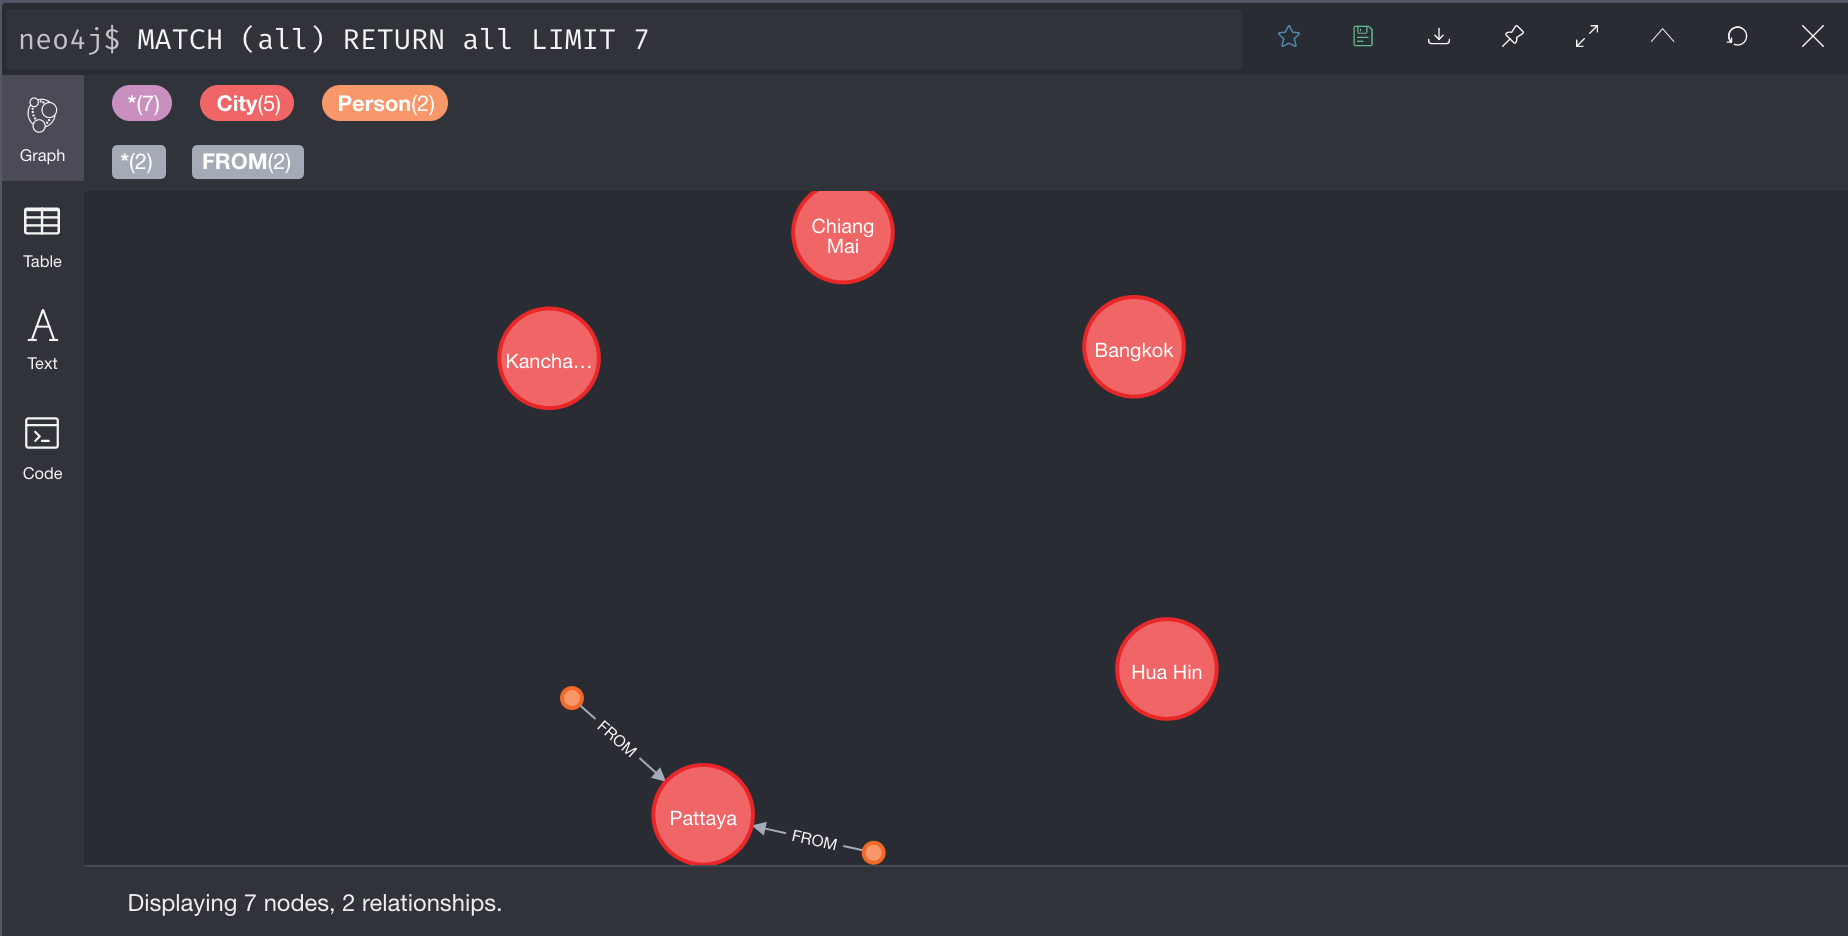 neo4j$ MATCH (all) RETURN all LIMIT 7
*(7) City(5) Person(2)
*(2) FROM(2)
Graph
Table
Text
Code
Chiang
Mai
Kancha...
Bangkok
Hua Hin
FROM
Pattaya
FROM
Displaying 7 nodes, 2 relationships.